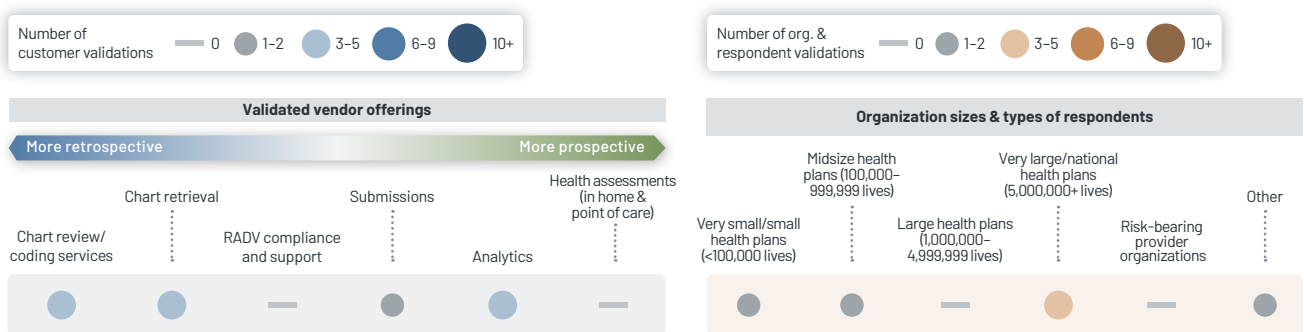 Number of
customer validations
0
1–2
3–5
6–9
10+
Number of org. &
respondent validations
0
1–2
3–5
6–9
10+
Validated vendor offerings
More retrospective
More prospective
Chart review/
coding services
Chart retrieval
RADV compliance
and support
Submissions
Analytics
Health assessments
(in home &
point of care)
Organization sizes & types of respondents
Very small/small
health plans
(<100,000 lives)
Midsize health
plans (100,000–
999,999 lives)
Large health plans
(1,000,000–
4,999,999 lives)
Very large/national
health plans
(5,000,000+ lives)
Risk-bearing
provider
organizations
Other